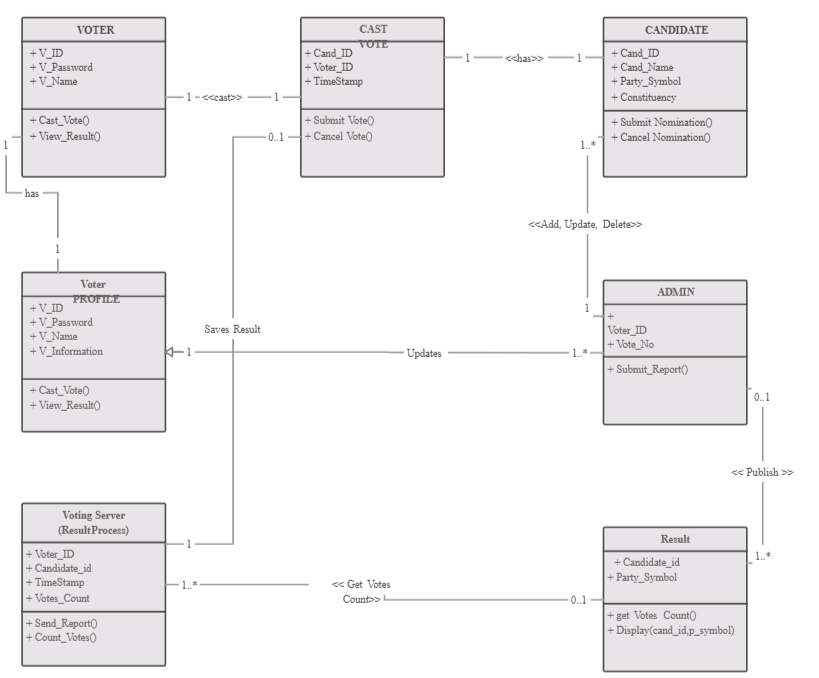 VOTER
+ V_ID
+ V_Password
+ V_Name
+ Cast_Vote()
+ View_Result()
1
<<cast>>
1
CAST
VOTE
+ Cand_ID
+ Voter_ID
+ TimeStamp
+ Submit Vote()
+ Cancel Vote()
0..1
1
<<has>>
1
CANDIDATE
+ Cand_ID
+ Cand_Name
+ Party_Symbol
+ Constituency
+ Submit Nomination()
+ Cancel Nomination()
1..*
<<Add, Update, Delete>>
1
1
has
1
Voter
PROFILE
+ V_ID
+ V_Password
+ V_Name
+ V_Information
+ Cast_Vote()
+ View_Result()
Saves Result
1
Updates
1..*
ADMIN
+
Voter_ID
+ Vote_No
+ Submit_Report()
0..1
<< Publish >>
1..*
Voting Server
(ResultProcess)
+ Voter_ID
+ Candidate_id
+ TimeStamp
+ Votes_Count
+ Send_Report()
+ Count_Votes()
1
1..*
<< Get Votes
Count>>
0..1
Result
+ Candidate_id
+ Party_Symbol
+ get Votes Count()
+ Display(cand_id,p_symbol)